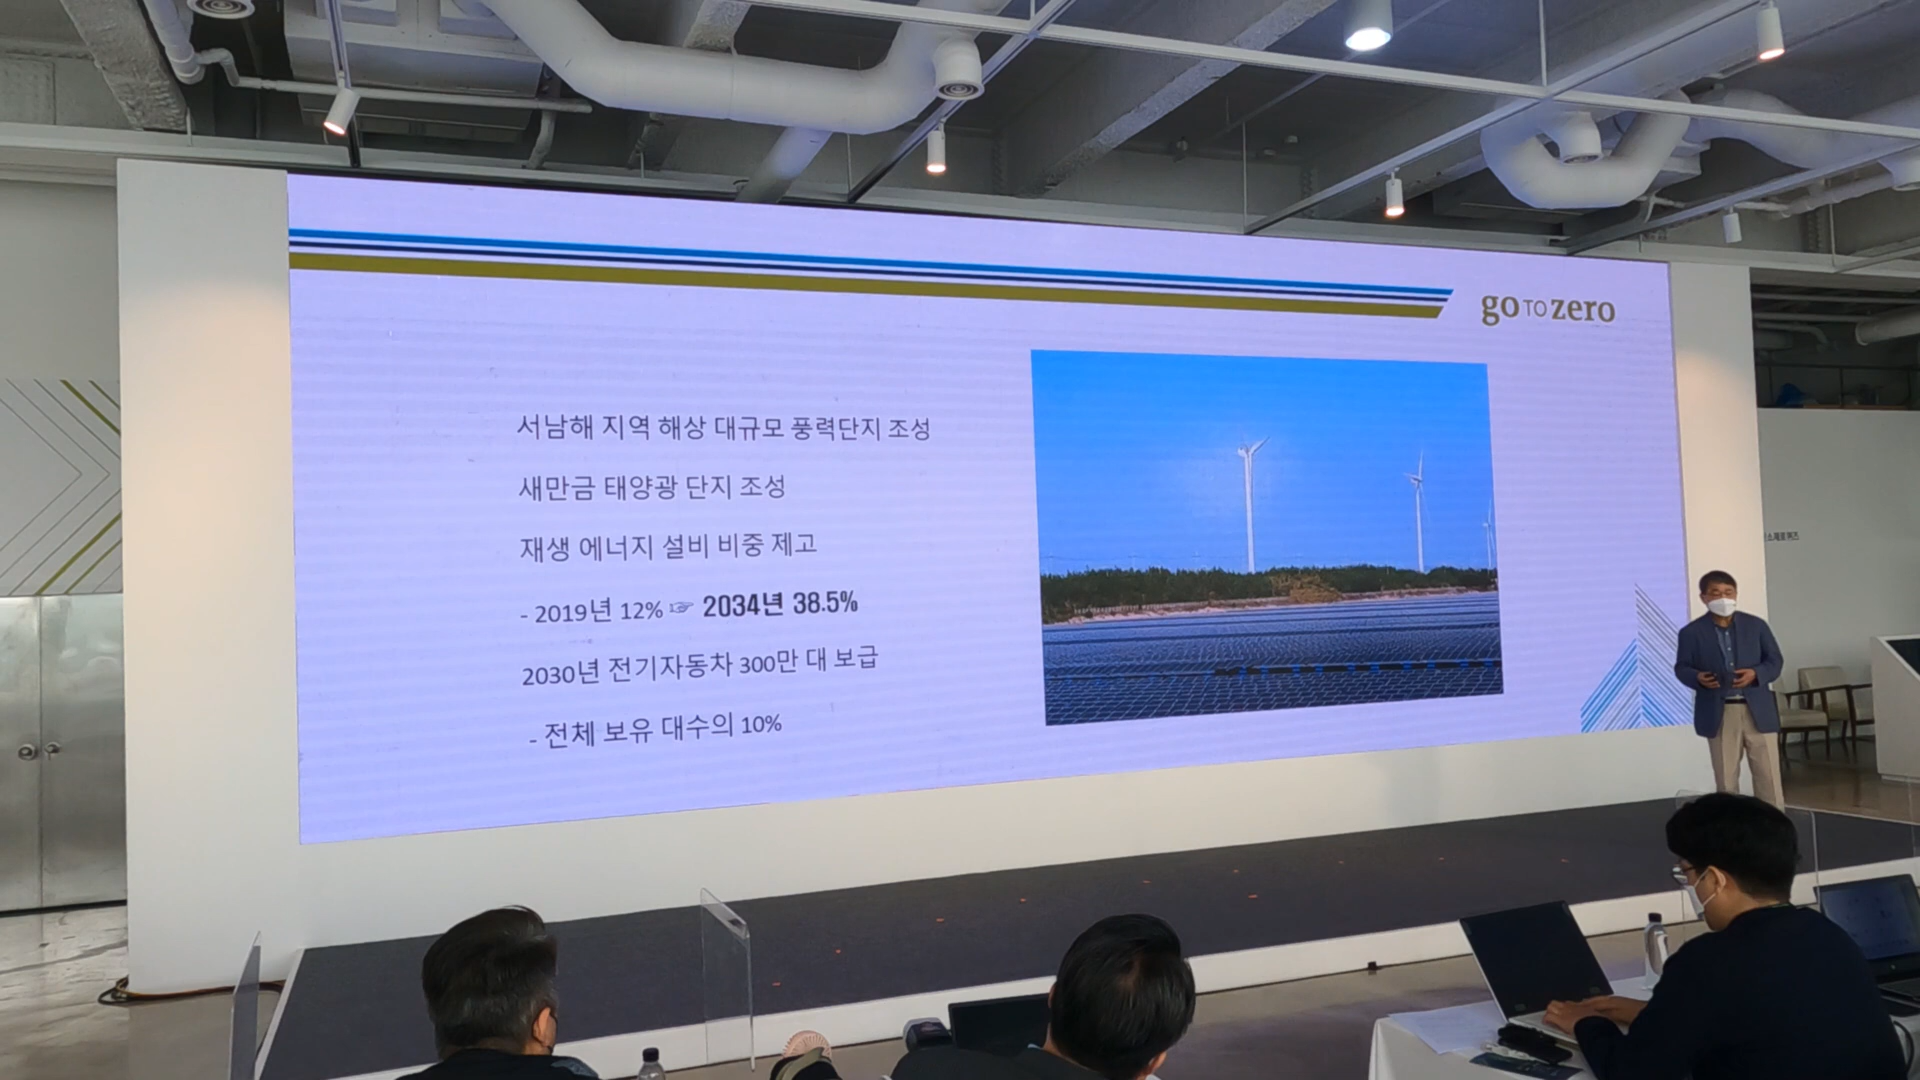 go TO zero
서남해 지역 해상 대규모 풍력단지 조성
새만금 태양광 단지 조성
재생 에너지 설비 비중 제고
- 2019년 12% ☞ 2034년 38.5%
2030년 전기자동차 300만 대 보급
- 전체 보유 대수의 10%